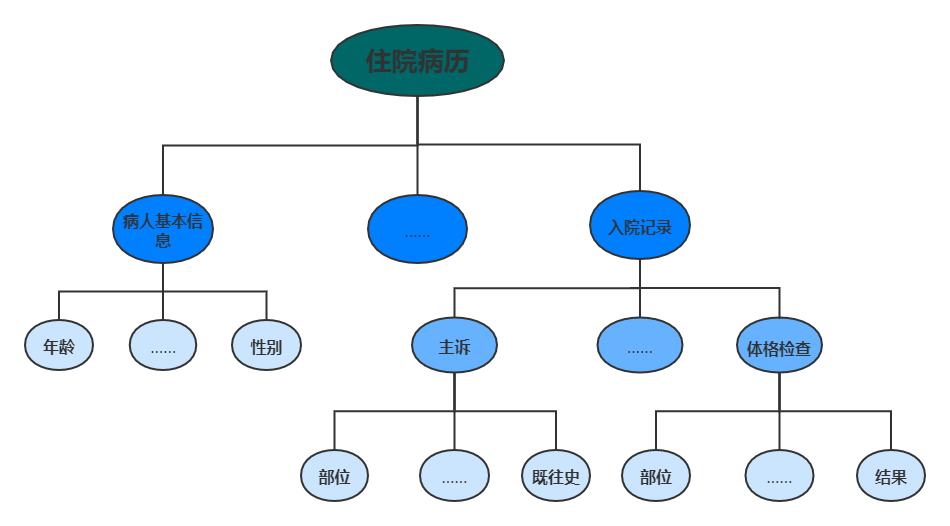 住院病历
病人基本信
息
......
入院记录
年龄
......
性别
主诉
......
体格检查
部位
......
既往史
部位
......
结果